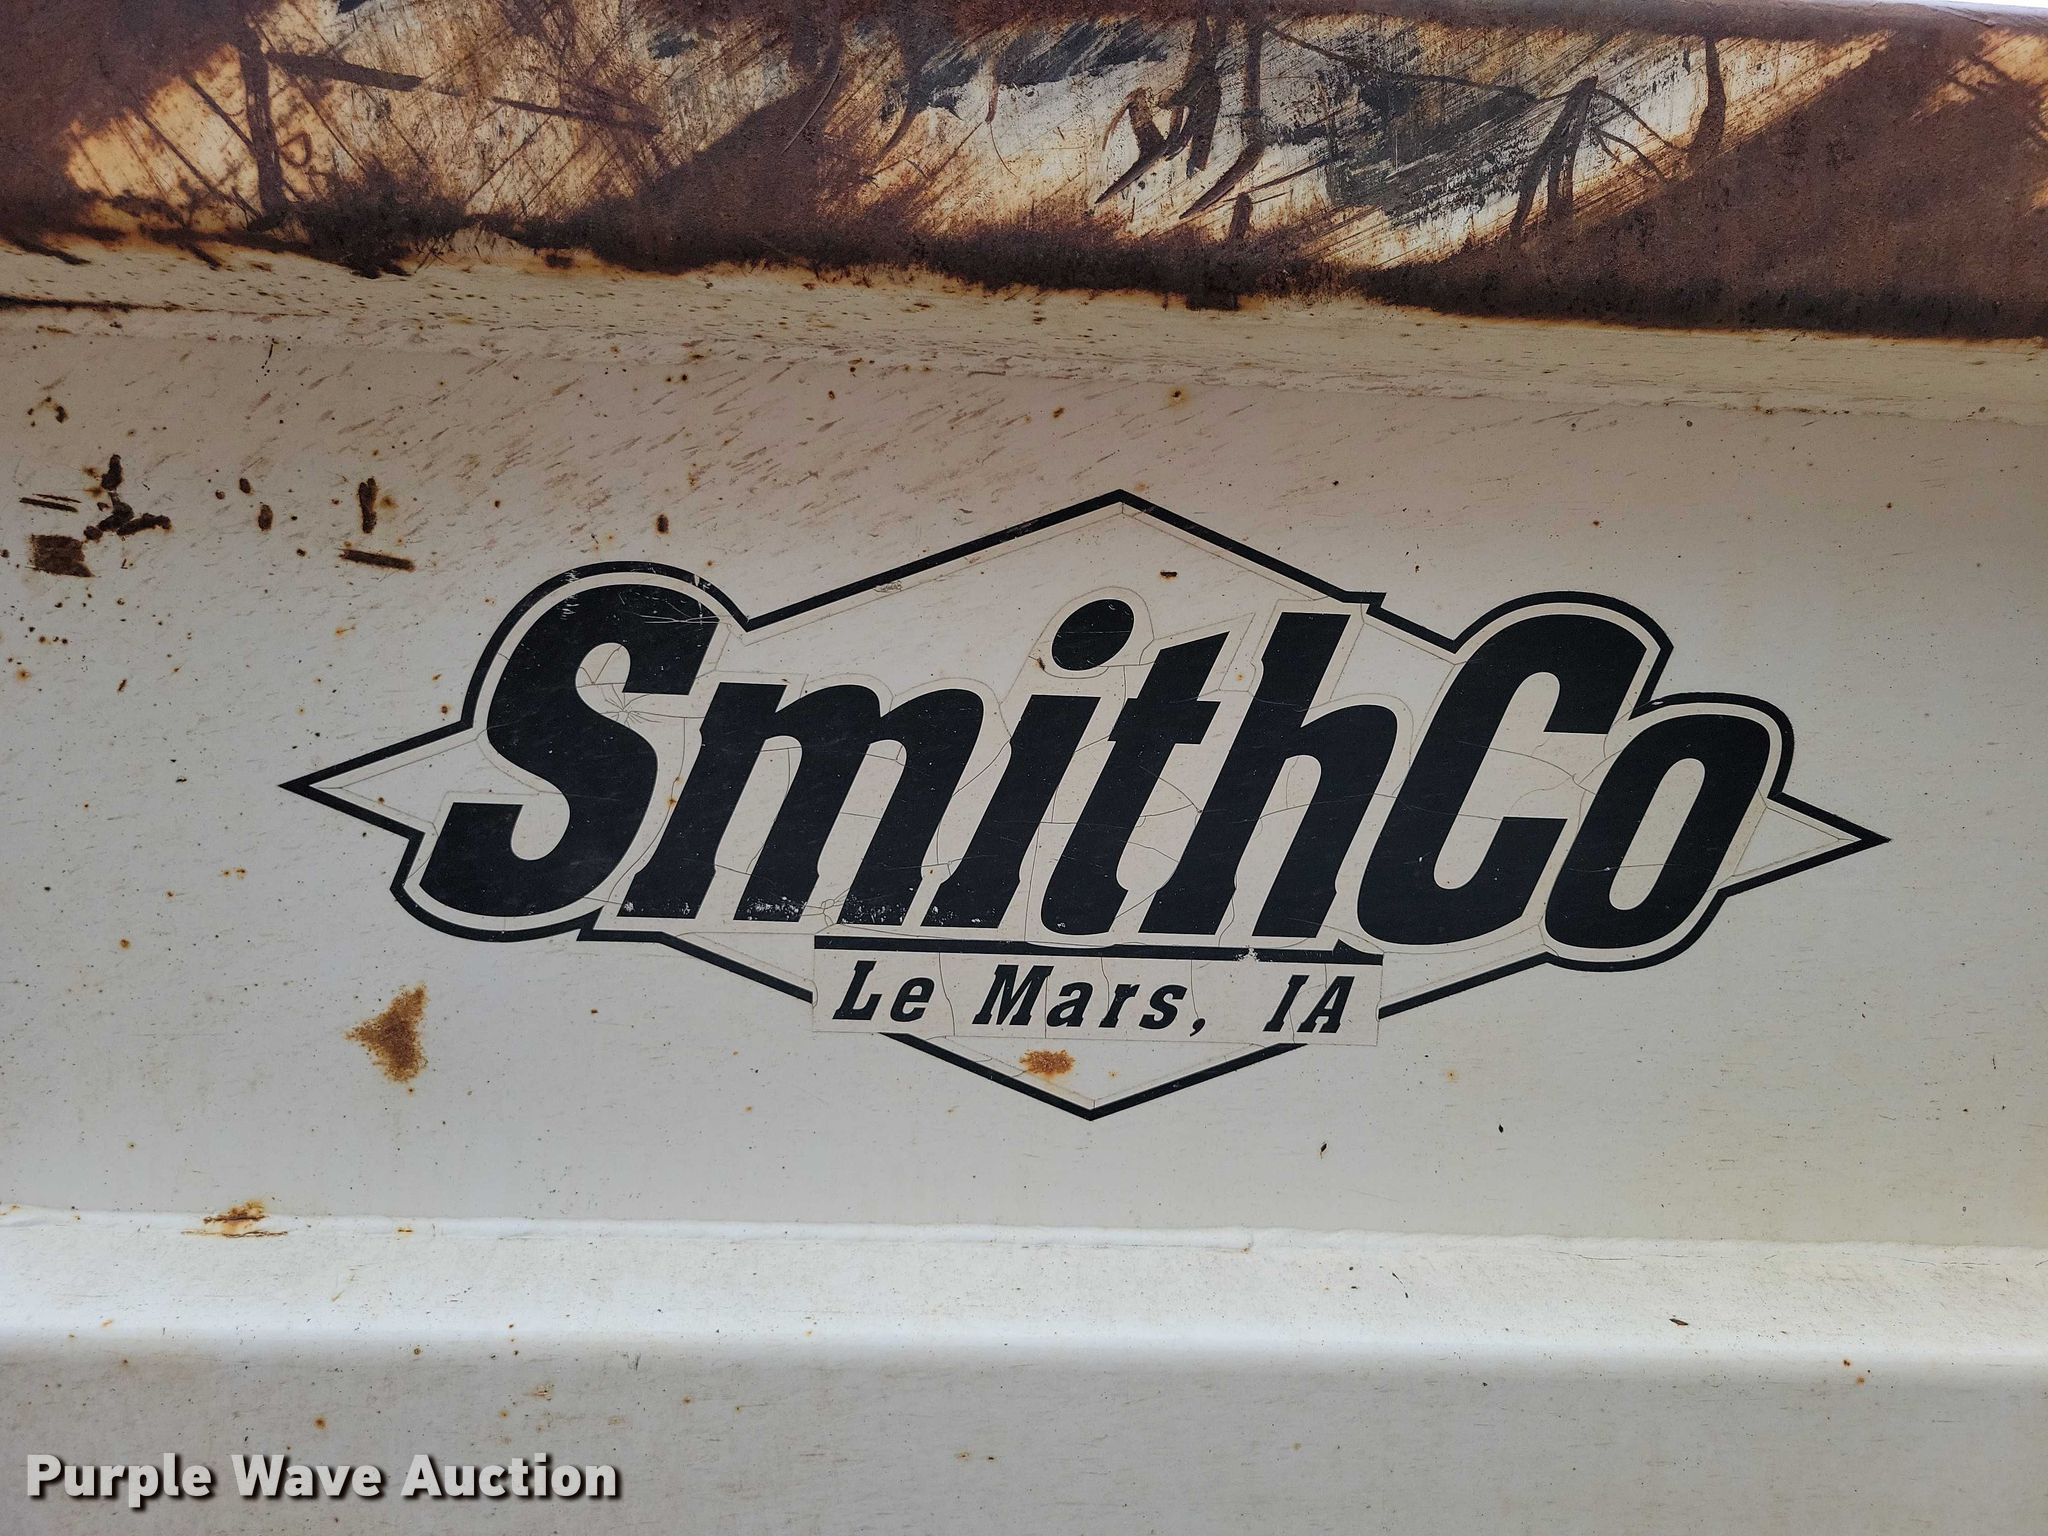 SmithCo
Le Mars, IA
Purple Wave Auction